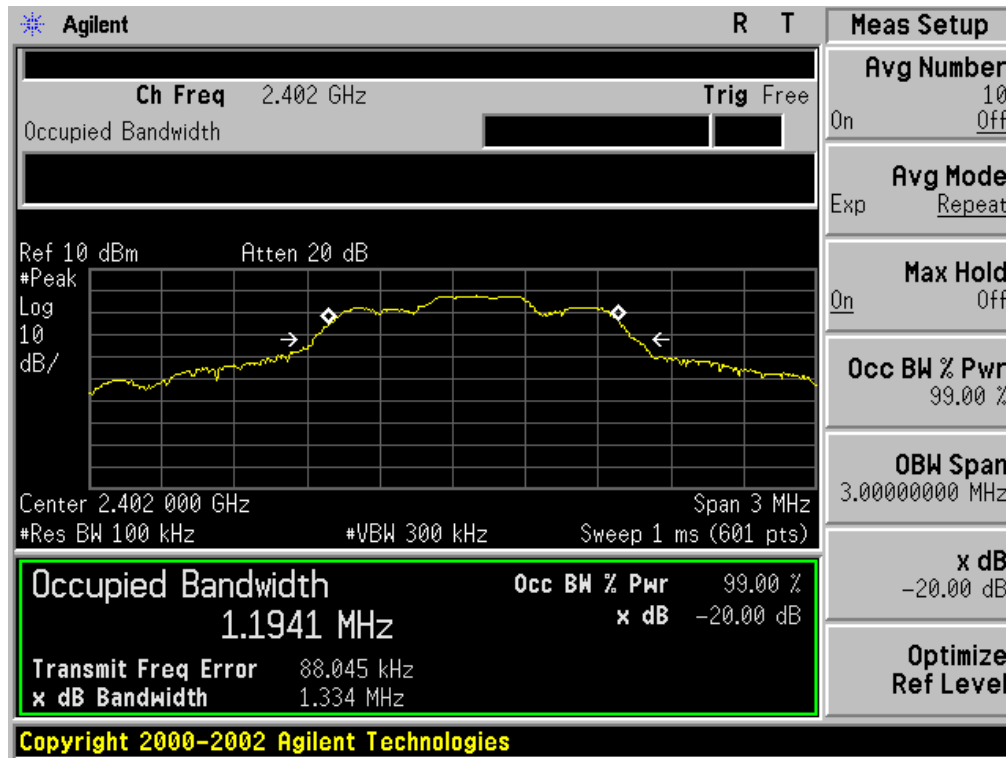 Agilent R T
Ch Freq 2.402 GHz Trig Free
Occupied Bandwidth
Ref 10 dBm Atten 20 dB
#Peak
Log
10
dB/
Center 2.402 000 GHz Span 3 MHz
#Res BW 100 kHz #VBW 300 kHz Sweep 1 ms (601 pts)
Occupied Bandwidth Occ BW % Pwr 99.00 %
1.1941 MHz x dB -20.00 dB
Transmit Freq Error 88.045 kHz
x dB Bandwidth 1.334 MHz
Copyright 2000-2002 Agilent Technologies
Meas Setup
Avg Number
10
On Off
Avg Mode
Exp Repeat
Max Hold
On Off
Occ BW % Pwr
99.00 %
OBW Span
3.00000000 MHz
x dB
-20.00 dB
Optimize
Ref Level